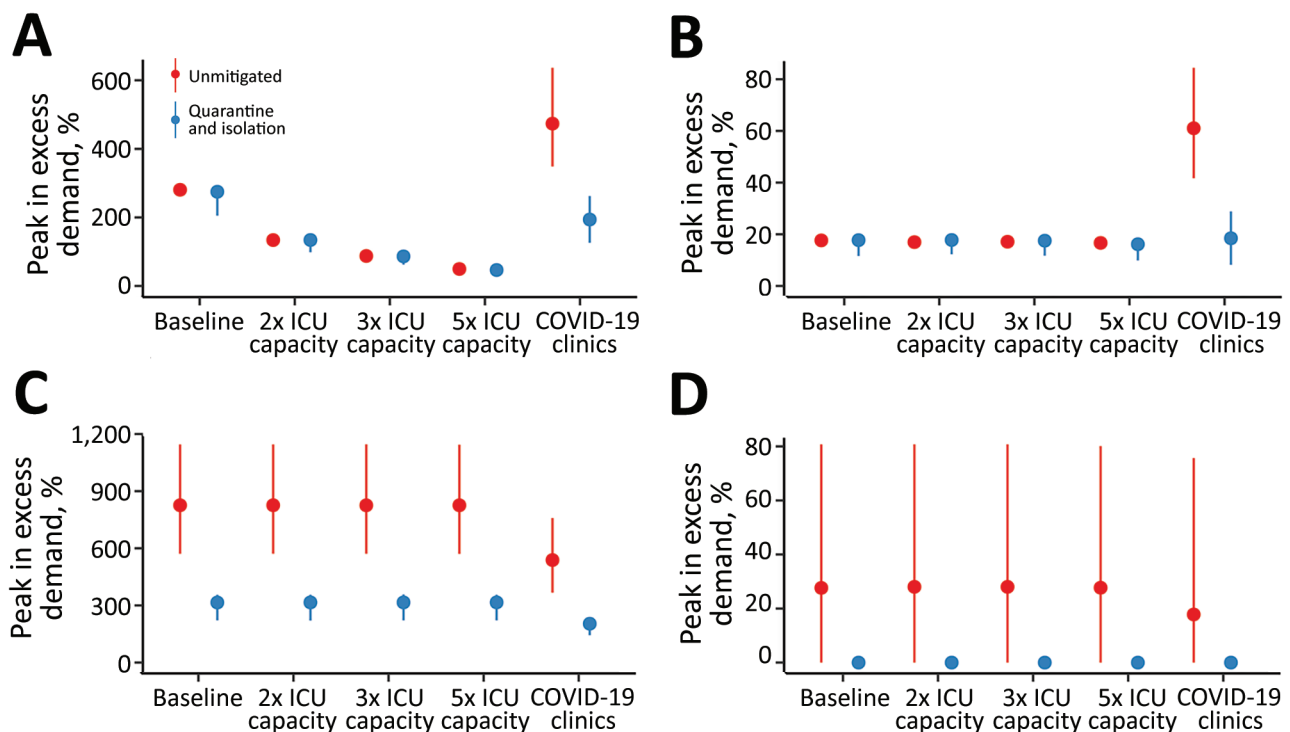 A
Peak in excess
demand, %
600
400
200
0
Unmitigated
Quarantine
and isolation
Baseline
2x ICU
capacity
3x ICU
capacity
5x ICU
capacity
COVID-19
clinics
B
Peak in excess
demand, %
80
60
40
20
0
Baseline
2x ICU
capacity
3x ICU
capacity
5x ICU
capacity
COVID-19
clinics
C
Peak in excess
demand, %
1,200
900
600
300
0
Baseline
2x ICU
capacity
3x ICU
capacity
5x ICU
capacity
COVID-19
clinics
D
Peak in excess
demand, %
80
60
40
20
0
Baseline
2x ICU
capacity
3x ICU
capacity
5x ICU
capacity
COVID-19
clinics